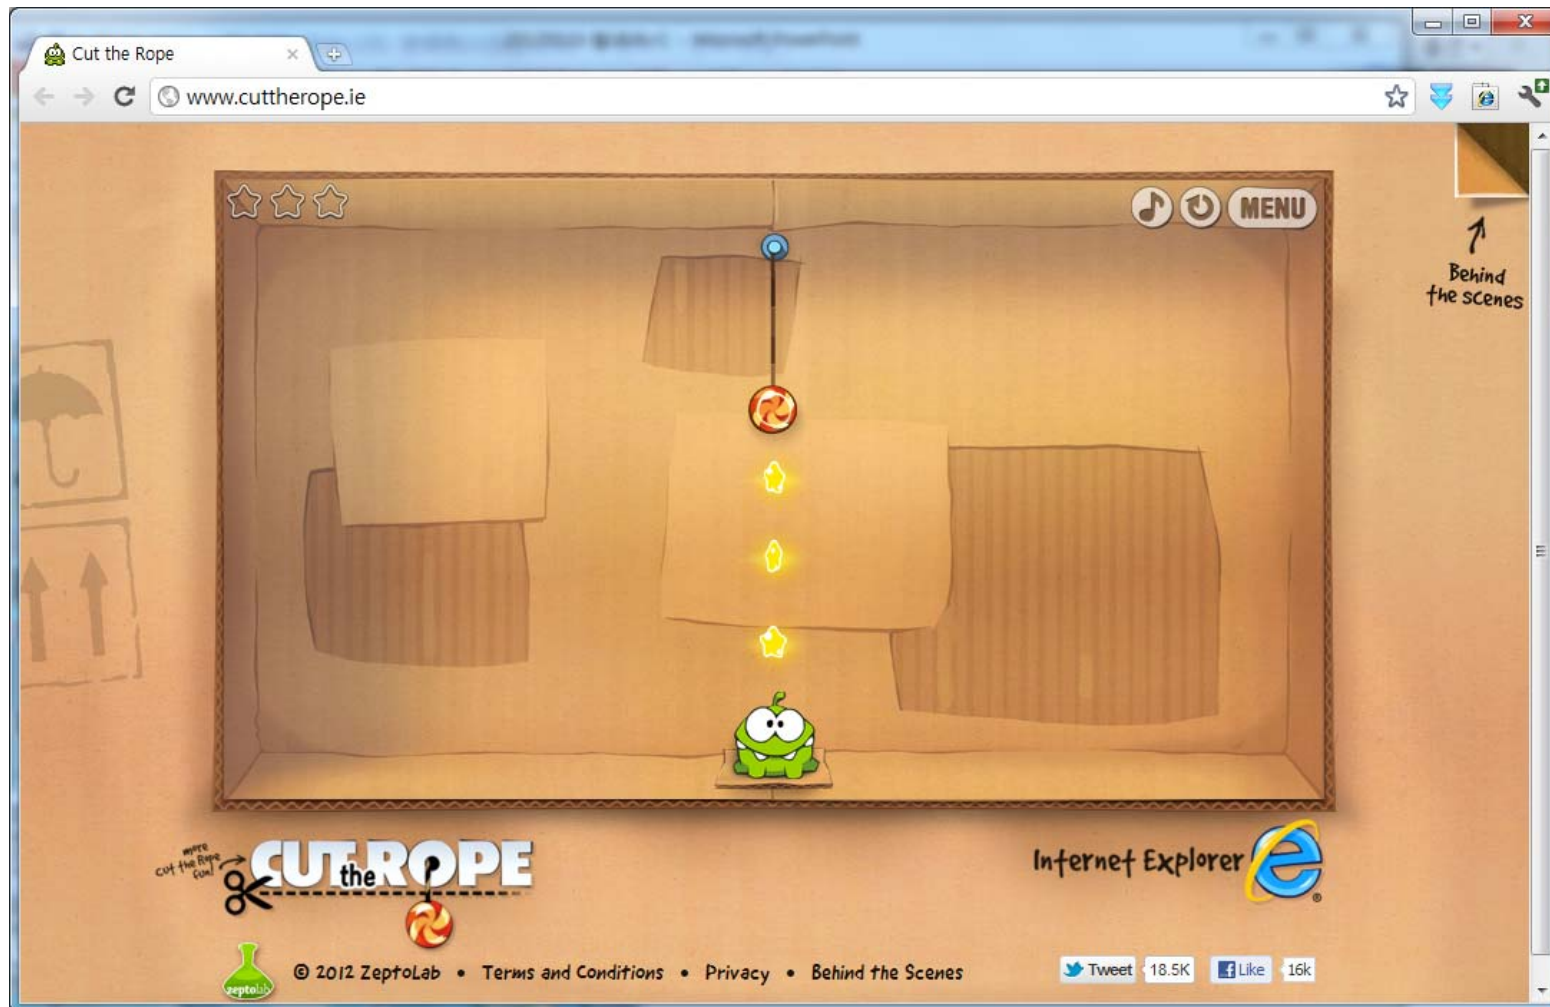 Cut the Rope
www.cuttherope.ie
MENU
Behind
the scenes
more
cut the Rope
fun!
CUT the ROPE
Internet Explorer
®
zeptolab
© 2012 ZeptoLab • Terms and Conditions • Privacy • Behind the Scenes
Tweet 18.5K Like 16k